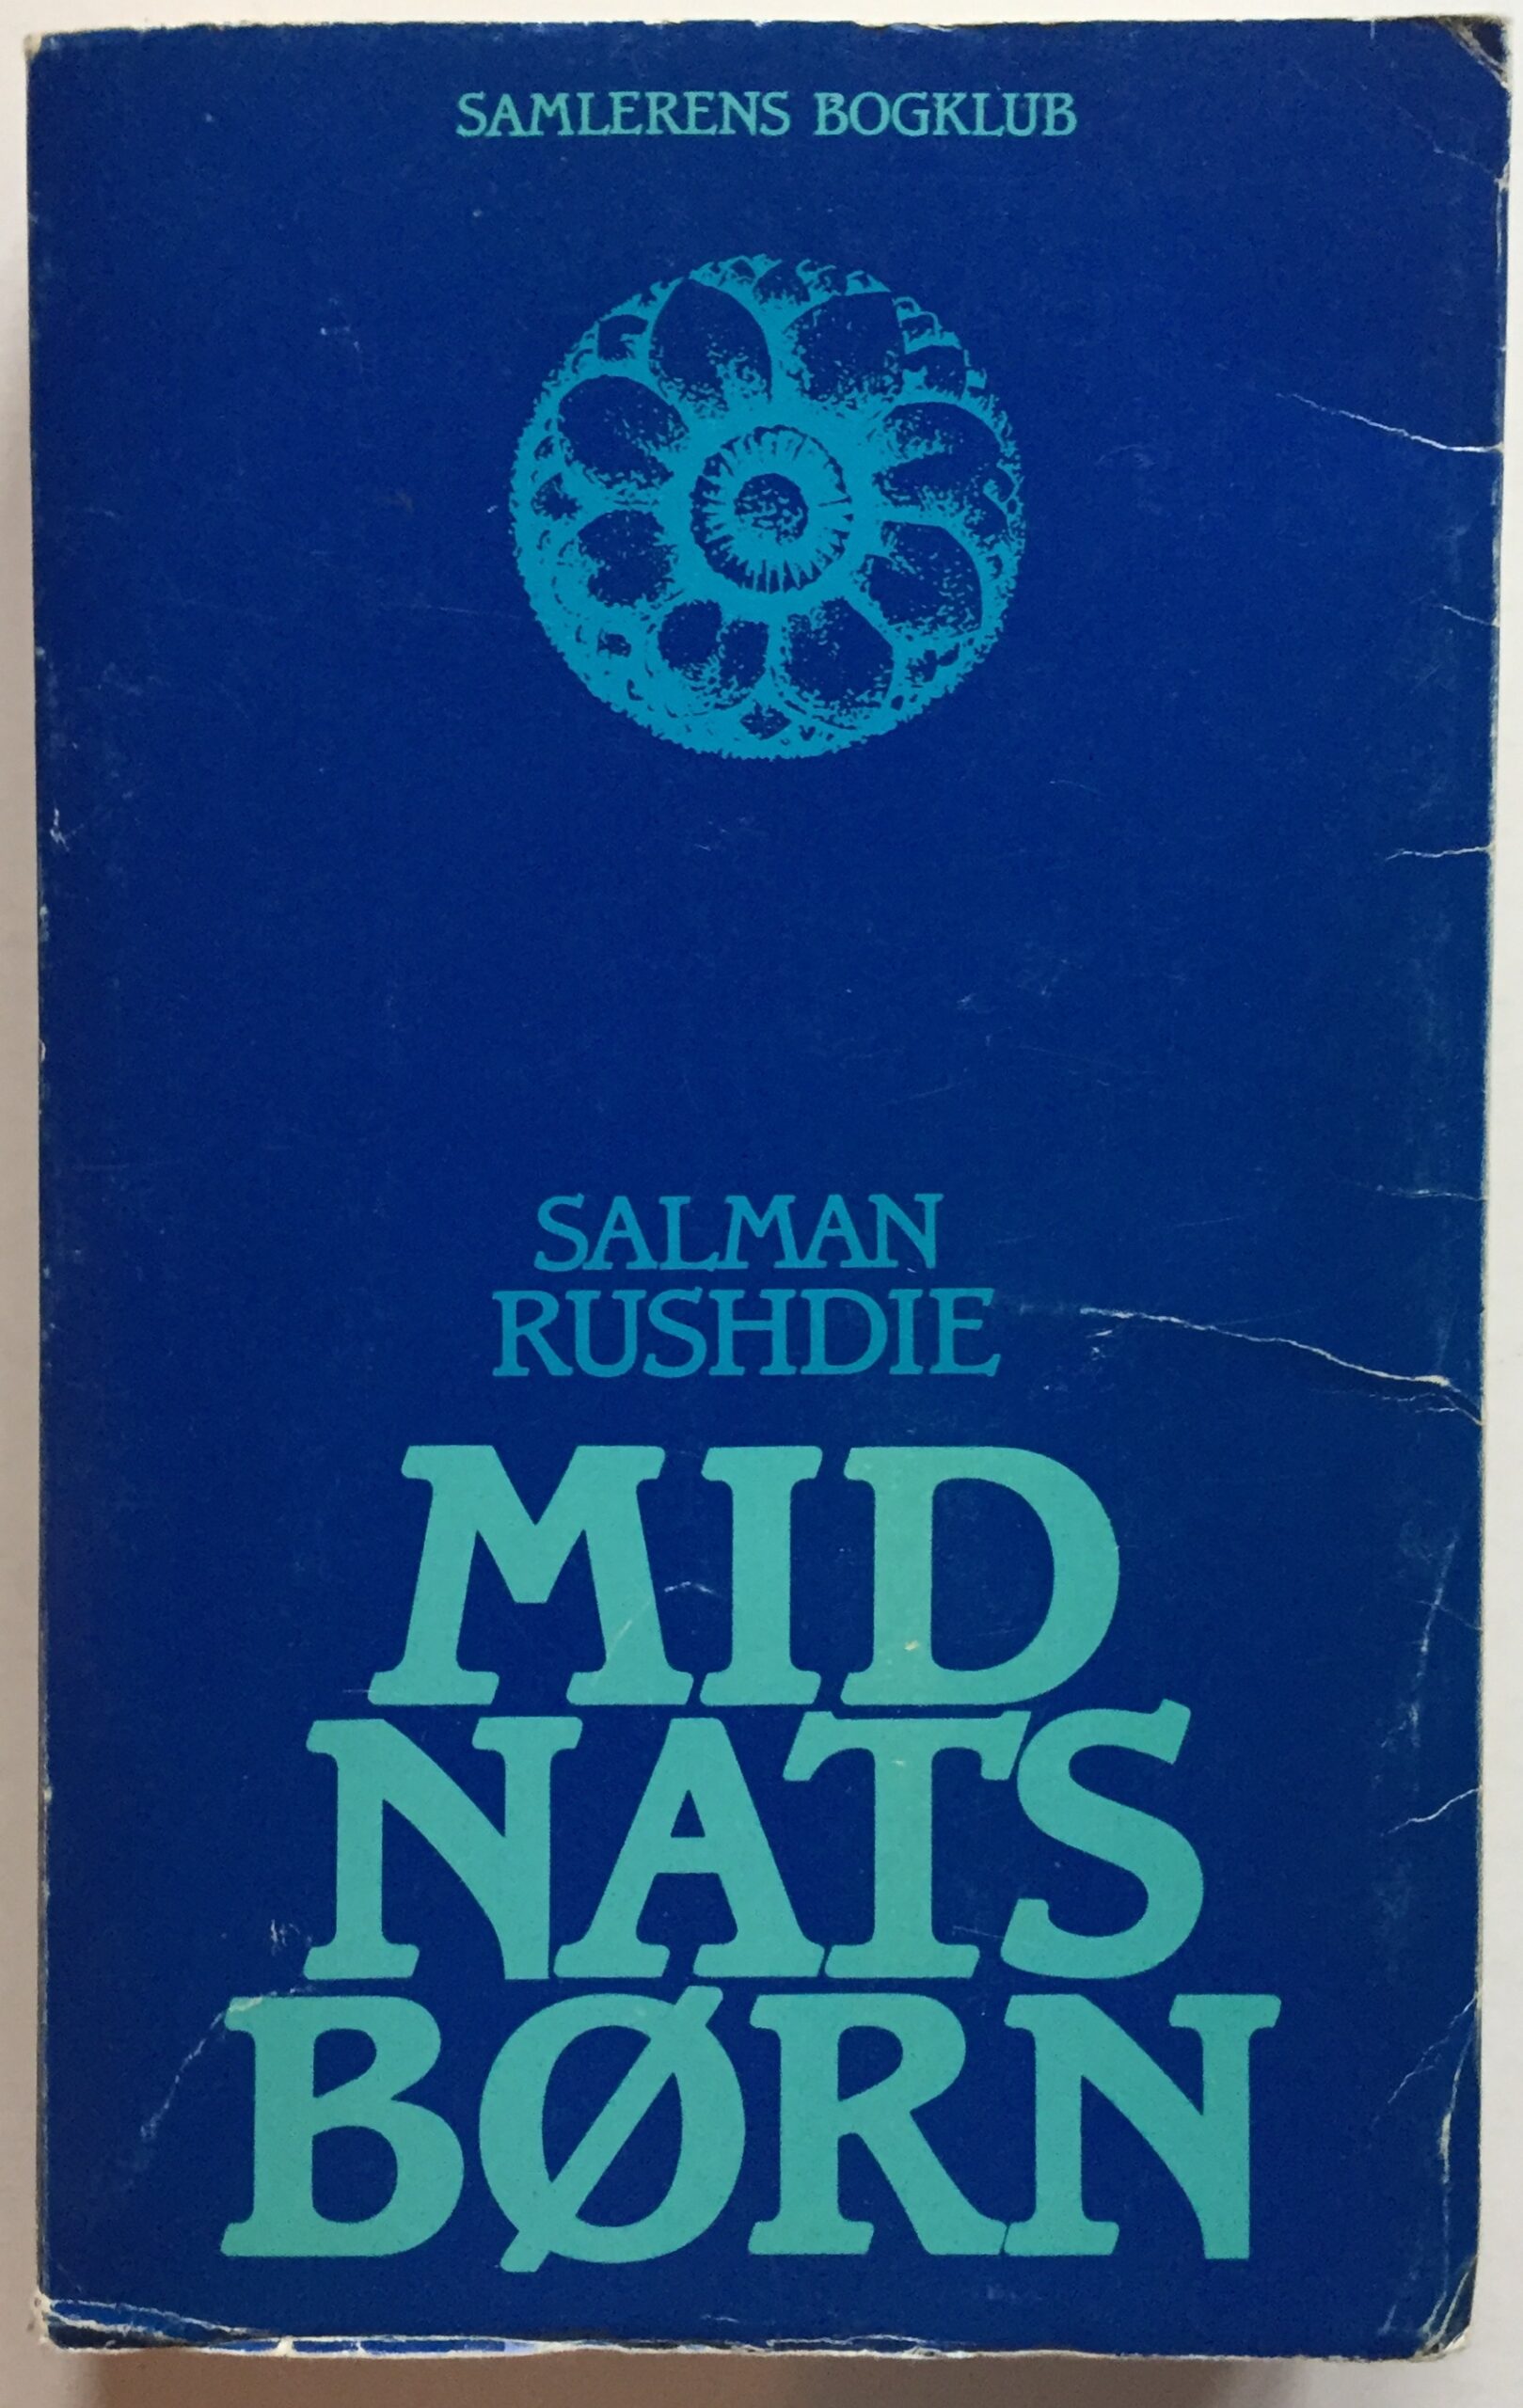 SAMLERENS BOGKLUB
SALMAN
RUSHDIE
MID
NATS
BØRN